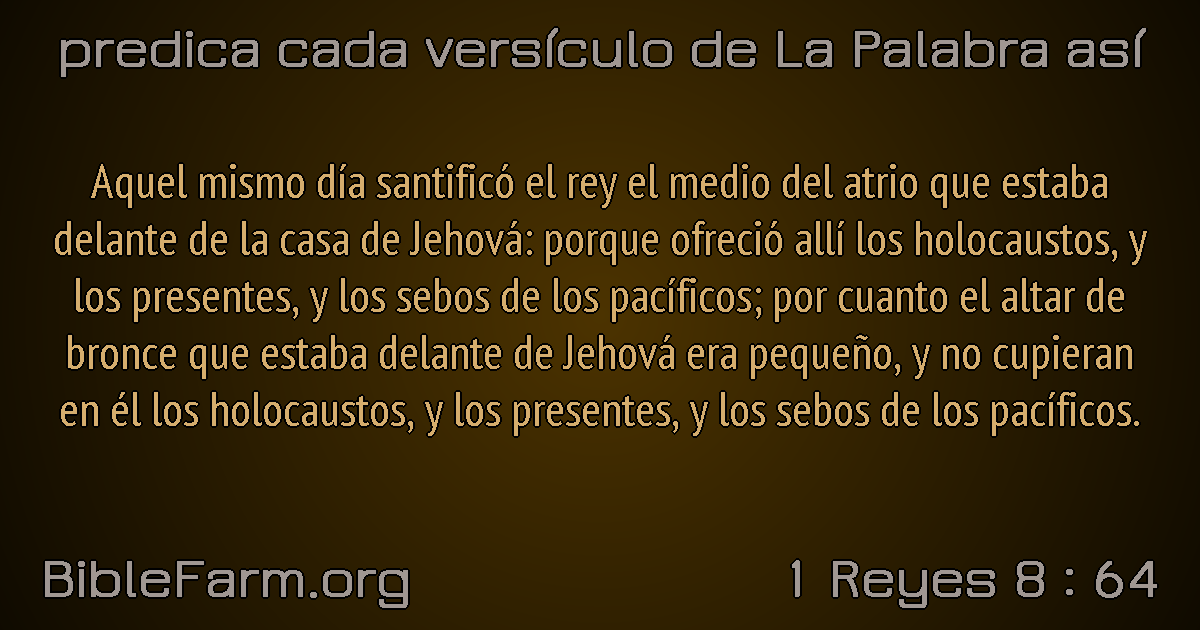 predica cada versículo de La Palabra así
Aquel mismo día santificó el rey el medio del atrio que estaba
delante de la casa de Jehová: porque ofreció allí los holocaustos, y
los presentes, y los sebos de los pacíficos; por cuanto el altar de
bronce que estaba delante de Jehová era pequeño, y no cupieran
en él los holocaustos, y los presentes, y los sebos de los pacíficos.
BibleFarm.org
1 Reyes 8 : 64